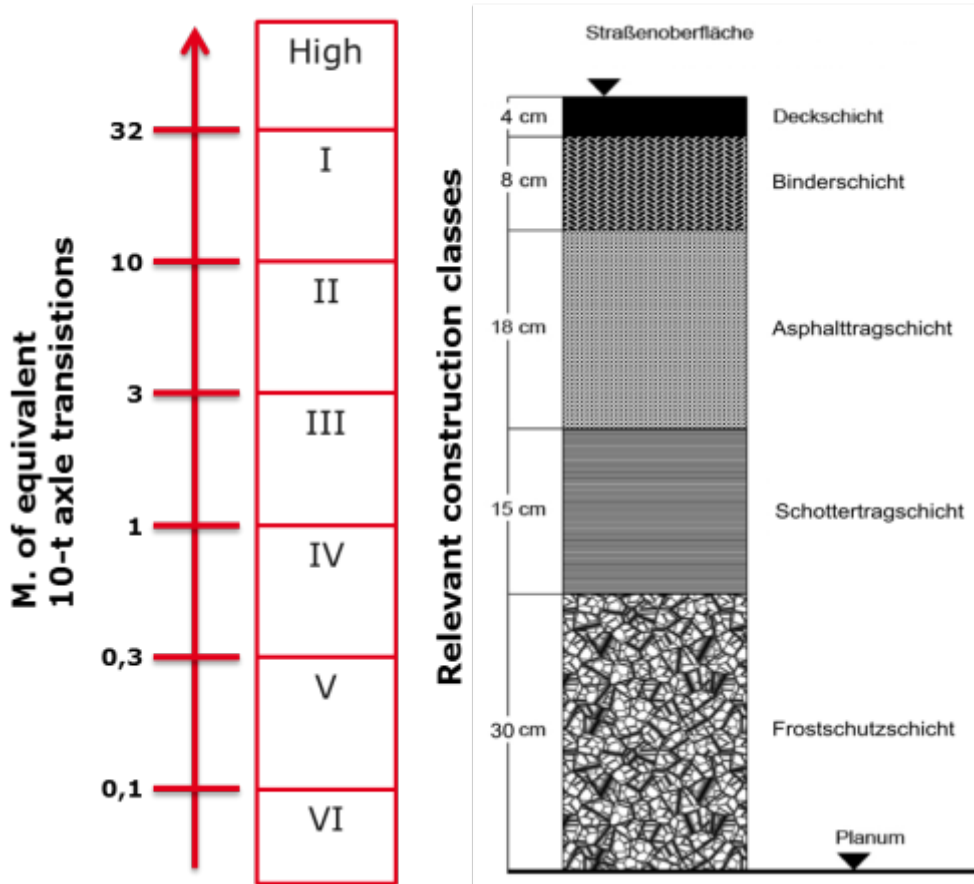 M. of equivalent
10-t axle transistions
32
10
3
1
0,3
0,1
High
I
II
III
IV
V
VI
Relevant construction classes
Straßenoberfläche
4 cm
Deckschicht
8 cm
Binderschicht
18 cm
Asphalttragschicht
15 cm
Schottertragschicht
30 cm
Frostschutzschicht
Planum